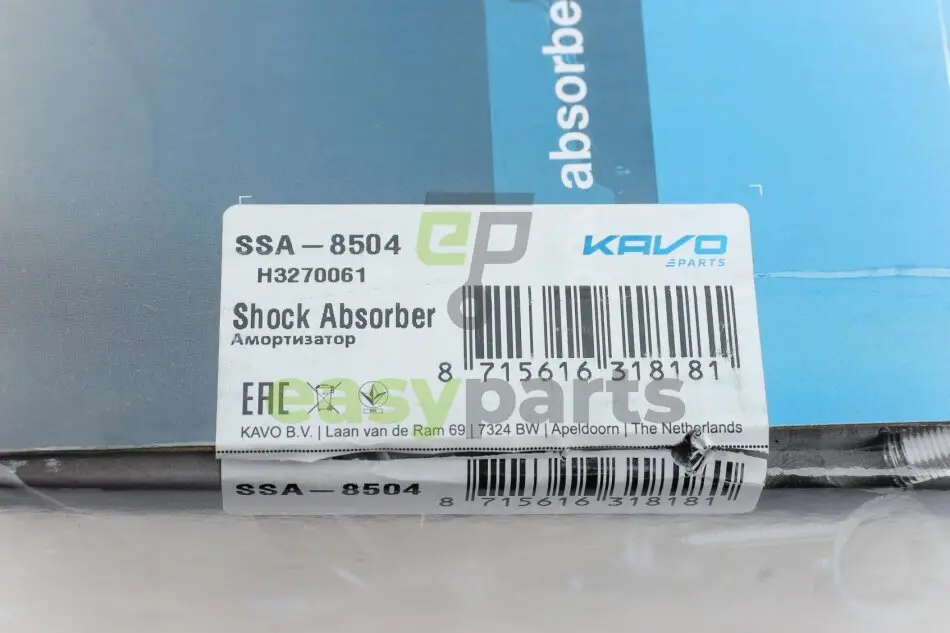 absorbe
SSA-8504
KAVO
PARTS
H3270061
ep
Shock Absorber
Амортизатор
8 715616 318181
EAC
easyparts
KAVO B.V. | Laan van de Ram 69 | 7324 BW | Apeldoorn | The Netherlands
SSA-8504
8 715616 318181